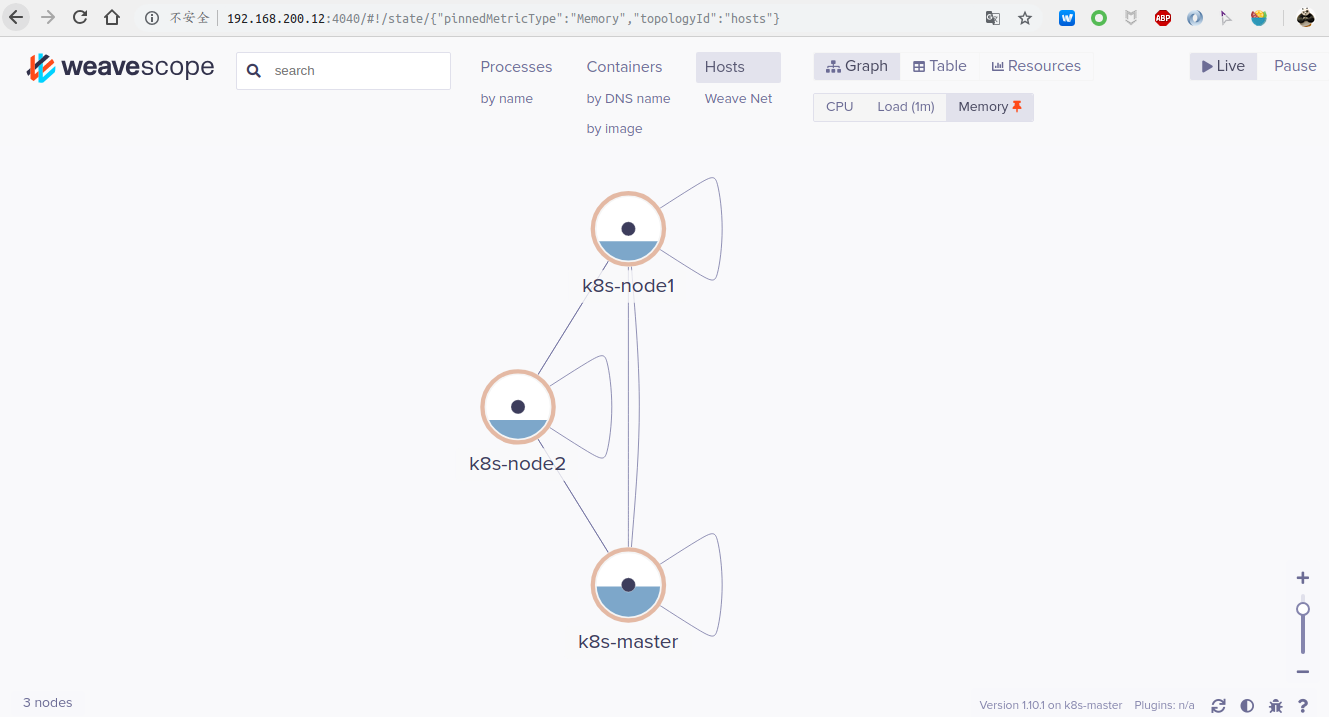 不安全 192.168.200.12:4040/#!/state/{"pinnedMetricType":"Memory","topologyId":"hosts"}
ABP
weavescope
search
Processes
by name
Containers
by DNS name
by image
Hosts
Weave Net
Graph Table Resources
CPU Load (1m) Memory
Live Pause
k8s-node1
k8s-node2
k8s-master
3 nodes
Version 1.10.1 on k8s-master Plugins: n/a